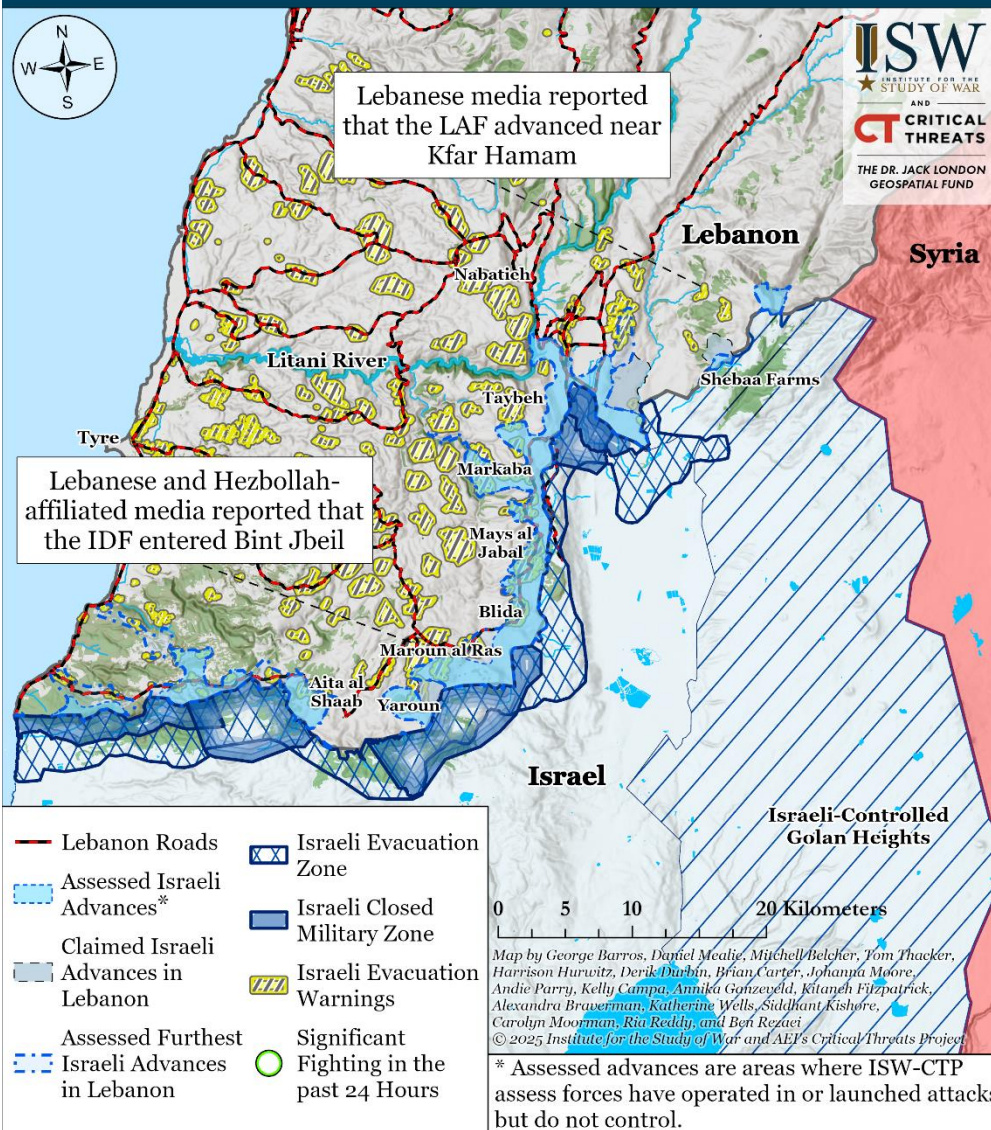 N
W
E
S
ISW
INSTITUTE FOR THE
STUDY OF WAR
AND
CT CRITICAL
THREATS
THE DR. JACK LONDON
GEOSPATIAL FUND
Lebanese media reported
that the LAF advanced near
Kfar Hamam
Lebanon
Syria
Nabatieh
Litani River
Shebaa Farms
Taybeh
Tyre
Markaba
Lebanese and Hezbollah-
affiliated media reported that
the IDF entered Bint Jbeil
Mays al
Jabal
Blida
Maroun al Ras
Aita al
Shaab
Yaroun
Israel
Israeli-Controlled
Golan Heights
Lebanon Roads
Assessed Israeli
Advances*
Claimed Israeli
Advances in
Lebanon
Assessed Furthest
Israeli Advances
in Lebanon
Israeli Evacuation
Zone
Israeli Closed
Military Zone
Israeli Evacuation
Warnings
Significant
Fighting in the
past 24 Hours
0 5 10 20 Kilometers
Map by George Barros, Daniel Mealie, Mitchell Belcher, Tom Thacker,
Harrison Hurwitz, Derik Durbin, Brian Carter, Johanna Moore,
Andie Parry, Kelly Campa, Annika Ganzeveld, Kitaneh Fitzpatrick,
Alexandra Braverman, Katherine Wells, Siddhant Kishore,
Carolyn Moorman, Ria Reddy, and Ben Rezaei
© 2025 Institute for the Study of War and AEI's Critical Threats Project
* Assessed advances are areas where ISW-CTP
assess forces have operated in or launched attacks
but do not control.